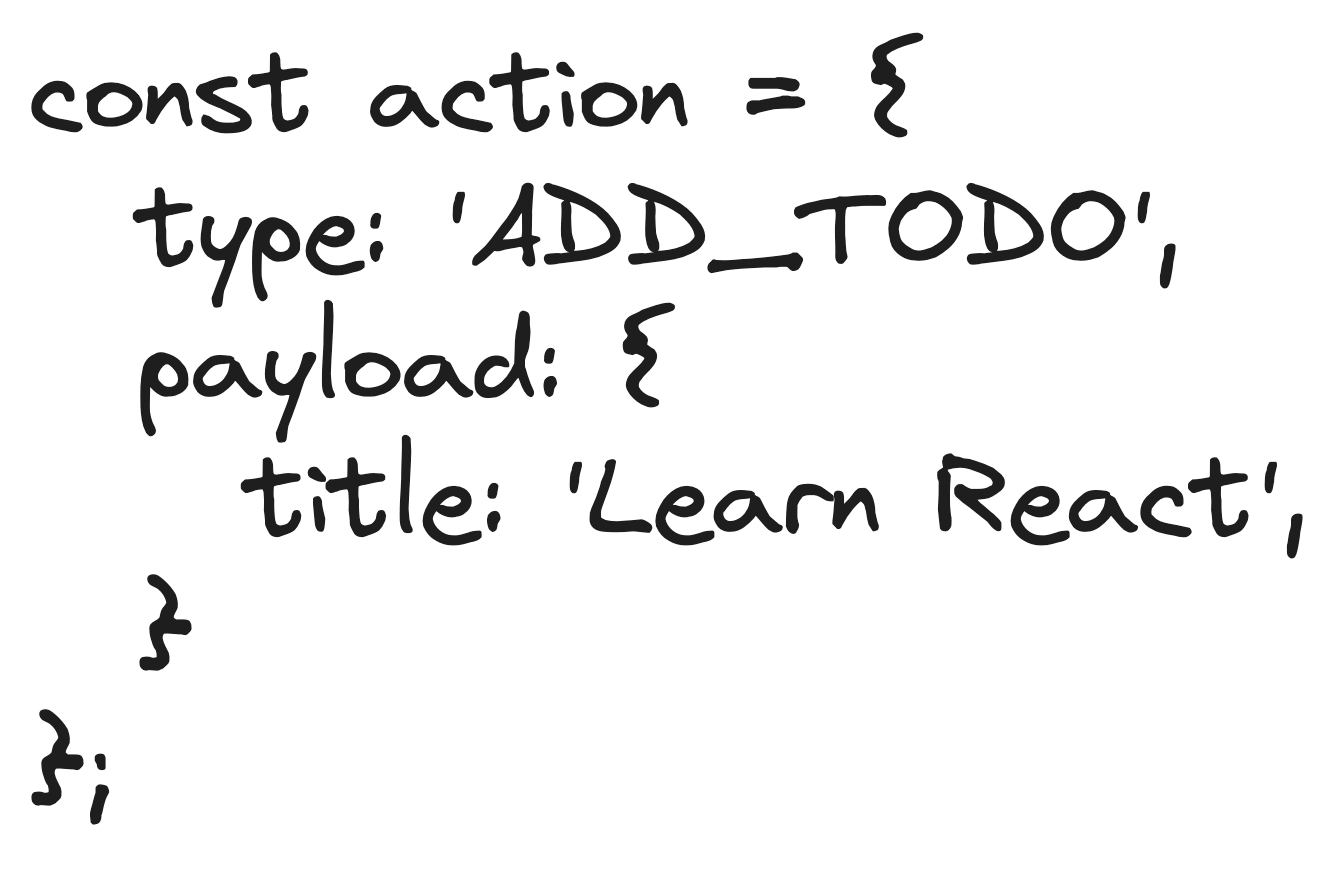 const action = {
  type: 'ADD_TODO',
  payload: {
    title: 'Learn React',
  }
};